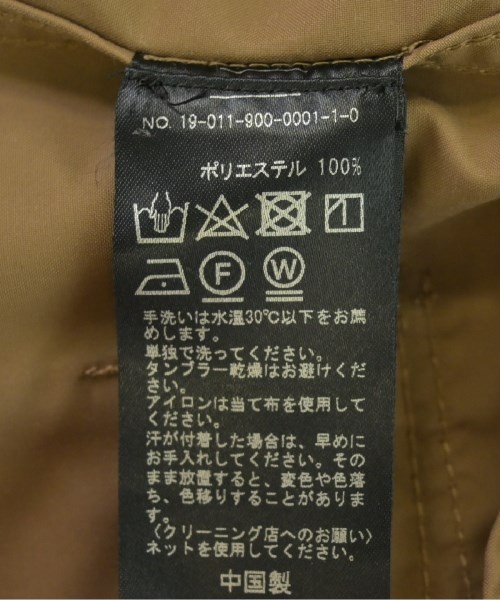 NO. 19-011-900-0001-1-0
ポリエステル 100%
F W
手洗いは水温30℃以下をお薦
めします。
単独で洗ってください。
タンブラー乾燥はお避けくだ
さい。
アイロンは当て布を使用して
ください。
汗が付着した場合は、早めに
お手入れしてください。その
まま放置すると、変色や色落
ち、色移りすることがありま
す。
〈クリーニング店へのお願い〉
ネットを使用してください。
中国製